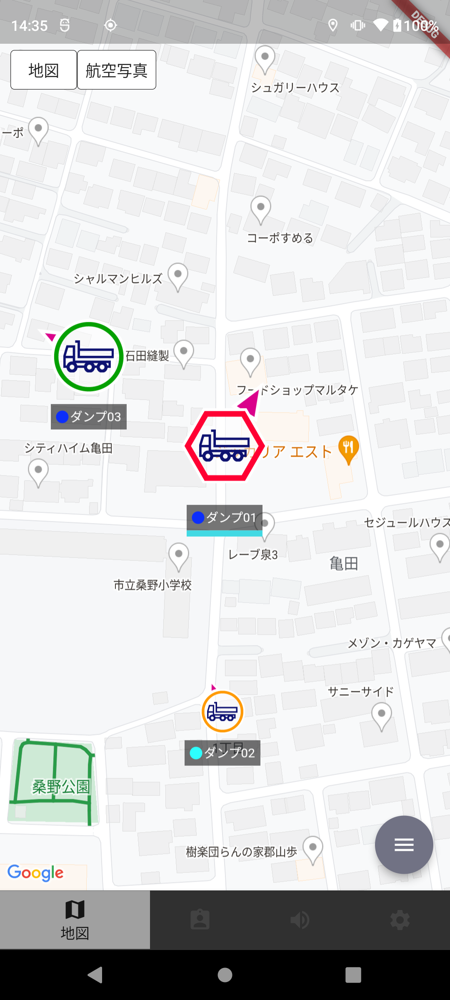 14:35
100%
DEBUG
地図 航空写真
シュガリーハウス
ーポ
コーポすめる
シャルマンヒルズ
石田縫製
フードショップマルタケ
ダンプ03
シティハイム亀田
カリア エスト
ダンプ01
セジュールハウス
レーブ泉3
亀田
市立桑野小学校
メゾン・カゲヤマ
サニーサイド
1丁目
ダンプ02
桑野公園
樹楽団らんの家郡山歩
Google
地図